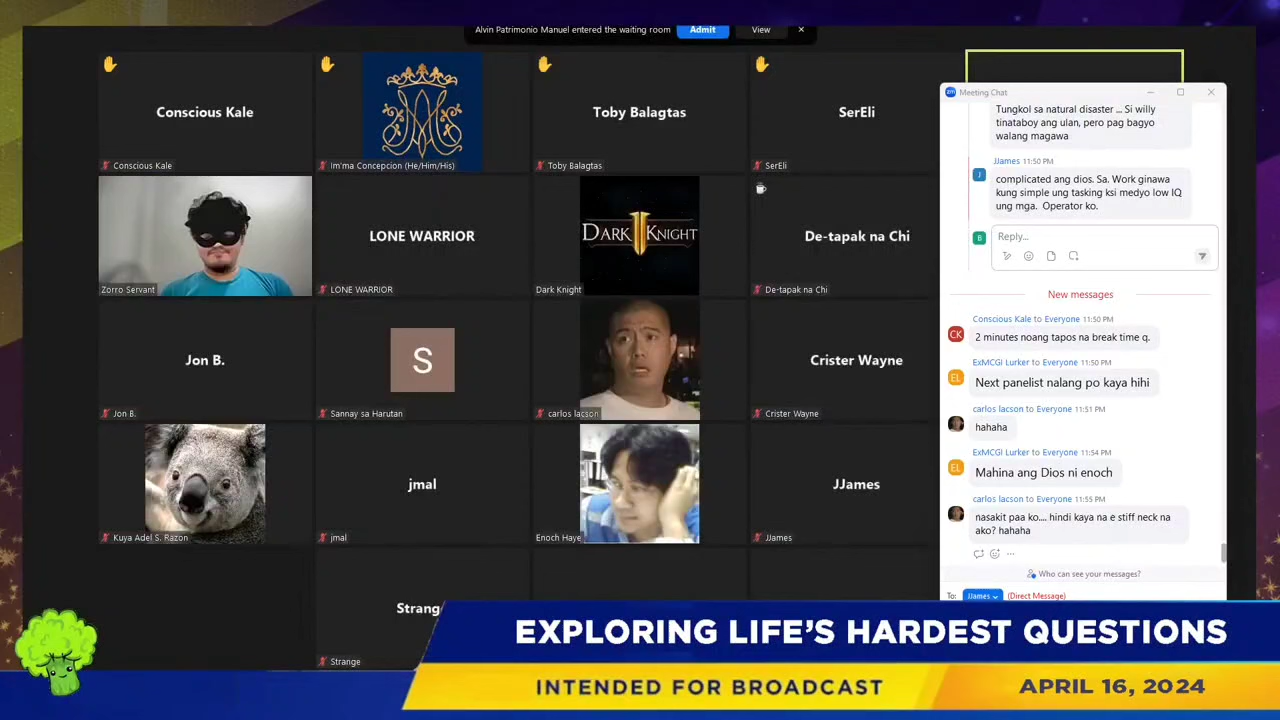 Alvin Patrimonio Manuel entered the waiting room
Admit
View
Conscious Kale
Conscious Kale
Im'ma Concepcion (He/Him/His)
Toby Balagtas
Toby Balagtas
SerEli
SerEli
Zorro Servant
LONE WARRIOR
LONE WARRIOR
DARK KNIGHT
Dark Knight
De-tapak na Chi
De-tapak na Chi
Jon B.
Jon B.
S
Sannay sa Harutan
carlos lacson
Crister Wayne
Crister Wayne
Kuya Adel S. Razon
jmal
jmal
Enoch Haye
JJames
JJames
Strang
Strange
zm
Meeting Chat
Tungkol sa natural disaster ... Si willy
tinataboy ang ulan, pero pag bagyo
walang magawa
JJames 11:50 PM
J
complicated ang dios. Sa. Work ginawa
kung simple ung tasking ksi medyo low IQ
ung mga. Operator ko.
B
Reply...
New messages
Conscious Kale to Everyone 11:50 PM
CK
2 minutes noang tapos na break time q.
ExMCGI Lurker to Everyone 11:50 PM
EL
Next panelist nalang po kaya hihi
carlos lacson to Everyone 11:51 PM
hahaha
ExMCGI Lurker to Everyone 11:54 PM
EL
Mahina ang Dios ni enoch
carlos lacson to Everyone 11:55 PM
nasakit paa ko.... hindi kaya na e stiff neck na
ako? hahaha
Who can see your messages?
To: JJames (Direct Message)
EXPLORING LIFE'S HARDEST QUESTIONS
INTENDED FOR BROADCAST
APRIL 16, 2024